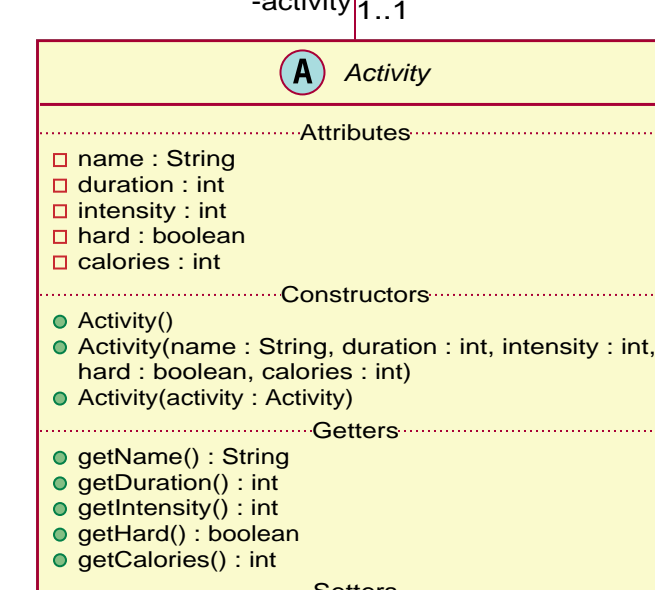 -activity 1..1
A Activity
Attributes
name : String
duration : int
intensity : int
hard : boolean
calories : int
Constructors
Activity()
Activity(name : String, duration : int, intensity : int,
hard : boolean, calories : int)
Activity(activity : Activity)
Getters
getName() : String
getDuration() : int
getIntensity() : int
getHard() : boolean
getCalories() : int
Setters